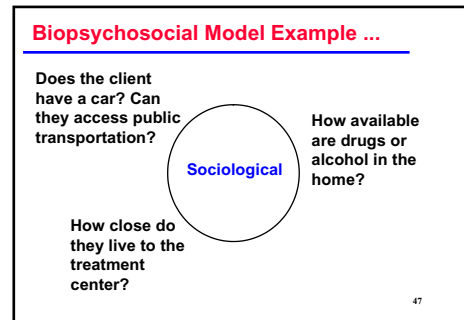 Biopsychosocial Model Example ...
Does the client
have a car? Can
they access public
transportation?
How available
are drugs or
alcohol in the
home?
Sociological
How close do
they live to the
treatment
center?
47